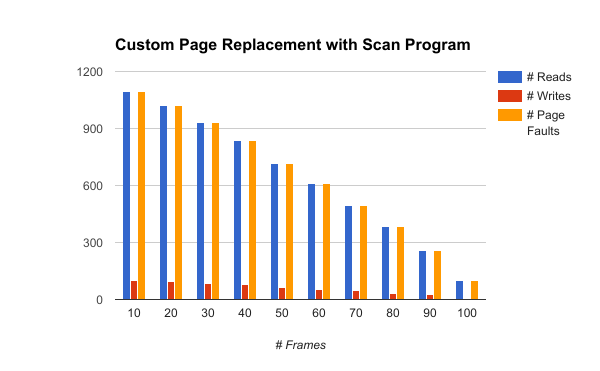 Custom Page Replacement with Scan Program
1200
900
600
300
0
10 20 30 40 50 60 70 80 90 100
# Frames
# Reads
# Writes
# Page
Faults